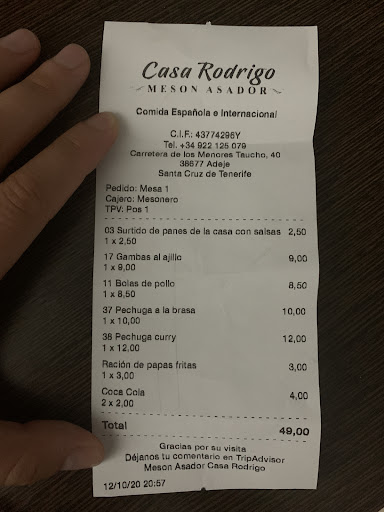 Casa Rodrigo
MESON ASADOR
Comida Española e Internacional
C.I.F.: 43774296Y
Tel. +34 922 125 079
Carretera de los Menores Taucho, 40
38677 Adeje
Santa Cruz de Tenerife
Pedido: Mesa 1
Cajero: Mesonero
TPV: Pos 1
03 Surtido de panes de la casa con salsas 2,50
1 x 2,50
17 Gambas al ajillo 9,00
1 x 9,00
11 Bolas de pollo 8,50
1 x 8,50
37 Pechuga a la brasa 10,00
1 x 10,00
38 Pechuga curry 12,00
1 x 12,00
Ración de papas fritas 3,00
1 x 3,00
Coca Cola 4,00
2 x 2,00
Total 49,00
Gracias por su visita
Déjanos tu comentario en TripAdvisor
Meson Asador Casa Rodrigo
12/10/20 20:57